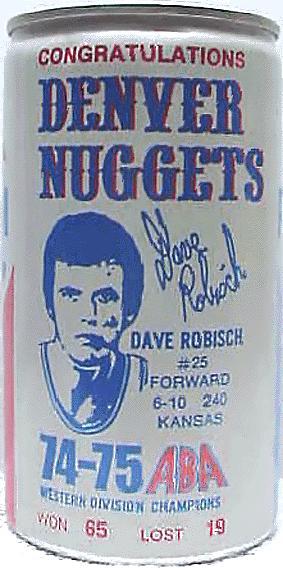 CONGRATULATIONS
DENVER
NUGGETS
Dave
Robisch
DAVE ROBISCH
#25
FORWARD
6-10 240
KANSAS
74-75 ABA
WESTERN DIVISION CHAMPIONS
WON 65 LOST 19